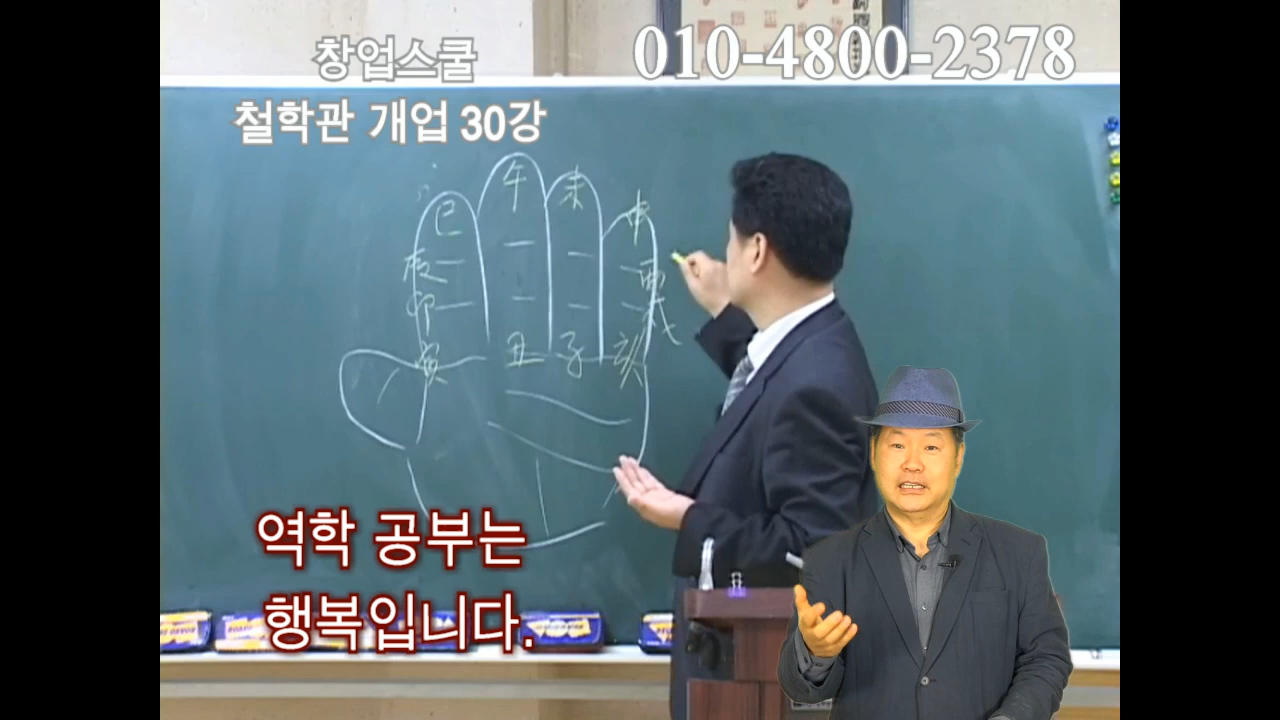 창업스쿨
010-4800-2378
철학관 개업 30강
午 未
巳 申
辰 酉
卯 戌
寅 丑 子 亥
역학 공부는
행복입니다.